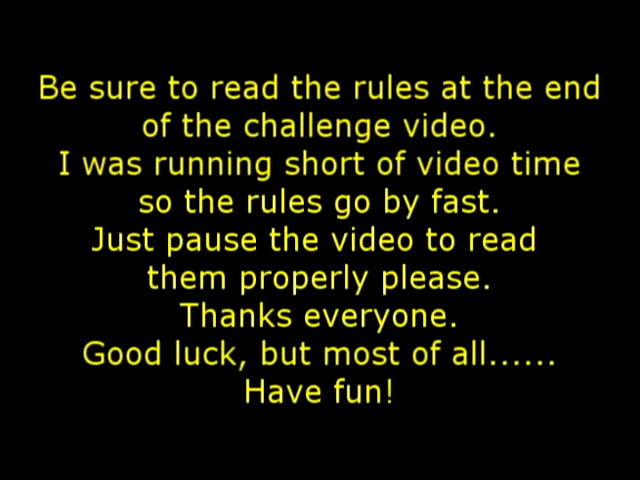 Be sure to read the rules at the end
of the challenge video.
I was running short of video time
so the rules go by fast.
Just pause the video to read
them properly please.
Thanks everyone.
Good luck, but most of all......
Have fun!